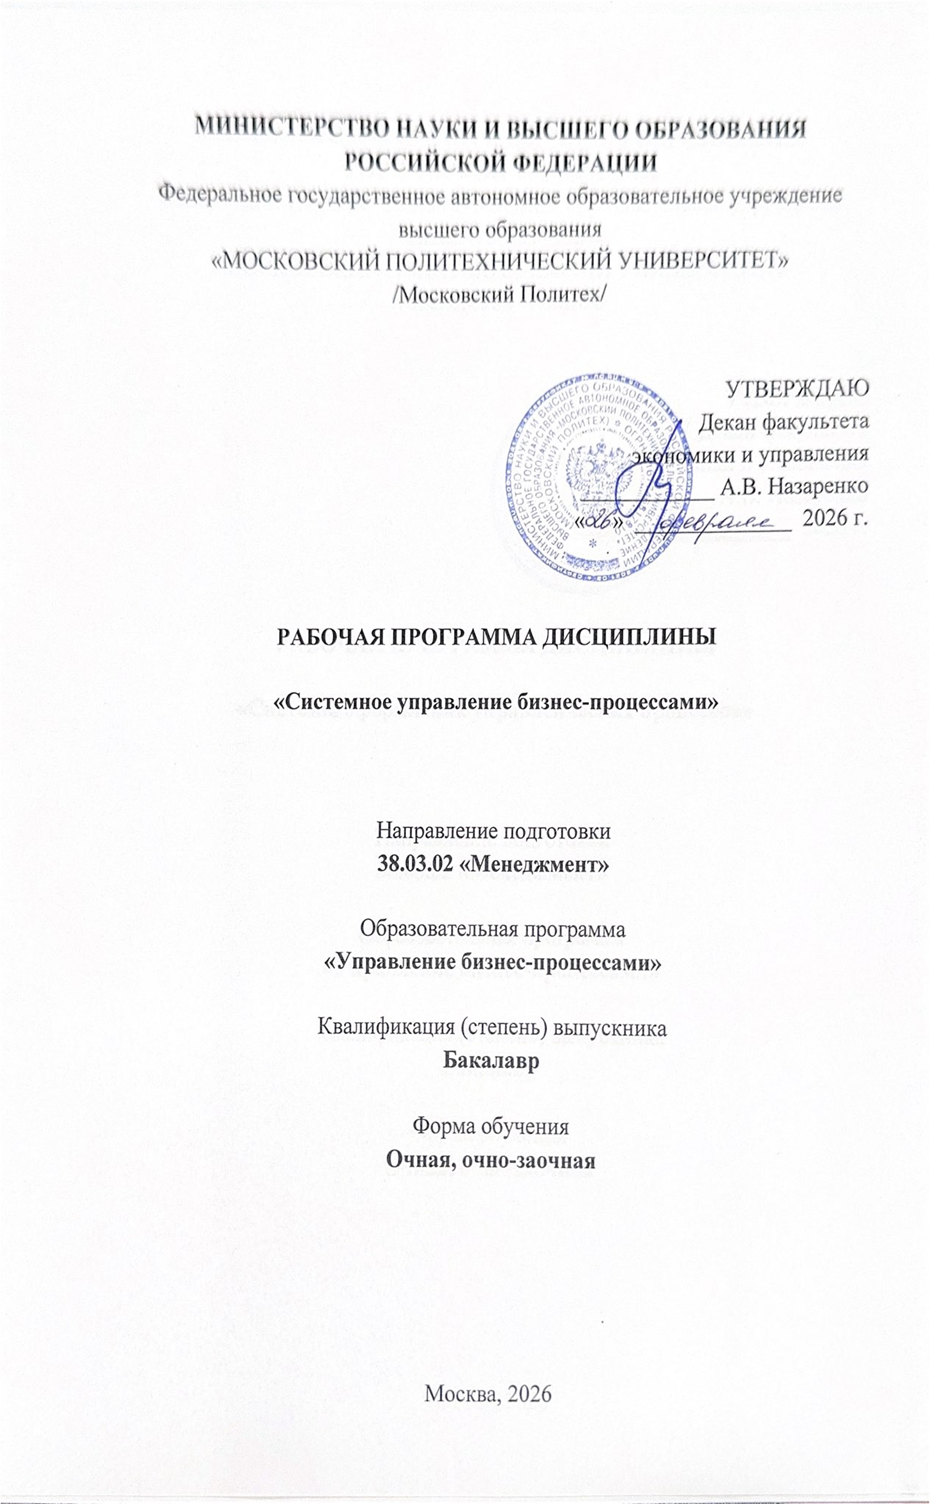 МИНИСТЕРСТВО НАУКИ И ВЫСШЕГО ОБРАЗОВАНИЯ
РОССИЙСКОЙ ФЕДЕРАЦИИ
Федеральное государственное автономное образовательное учреждение
высшего образования
«МОСКОВСКИЙ ПОЛИТЕХНИЧЕСКИЙ УНИВЕРСИТЕТ»
/Московский Политех/
УТВЕРЖДАЮ
Декан факультета
экономики и управления
А.В. Назаренко
«26» февраля 2026 г.
РАБОЧАЯ ПРОГРАММА ДИСЦИПЛИНЫ
«Системное управление бизнес-процессами»
Направление подготовки
38.03.02 «Менеджмент»
Образовательная программа
«Управление бизнес-процессами»
Квалификация (степень) выпускника
Бакалавр
Форма обучения
Очная, очно-заочная
Москва, 2026